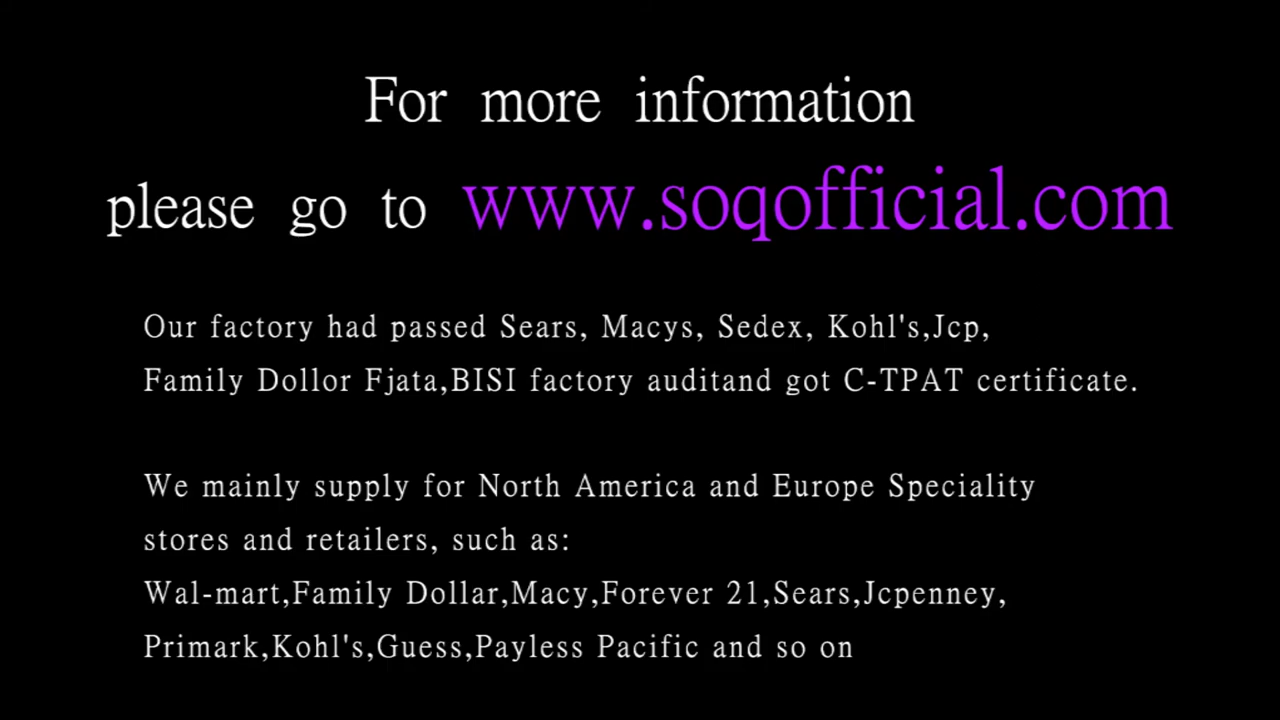 For more information
please go to www.soqofficial.com
Our factory had passed Sears, Macys, Sedex, Kohl's,Jcp,
Family Dollor Fjata,BISI factory auditand got C-TPAT certificate.
We mainly supply for North America and Europe Speciality
stores and retailers, such as:
Wal-mart,Family Dollar,Macy,Forever 21,Sears,Jcpenney,
Primark,Kohl's,Guess,Payless Pacific and so on